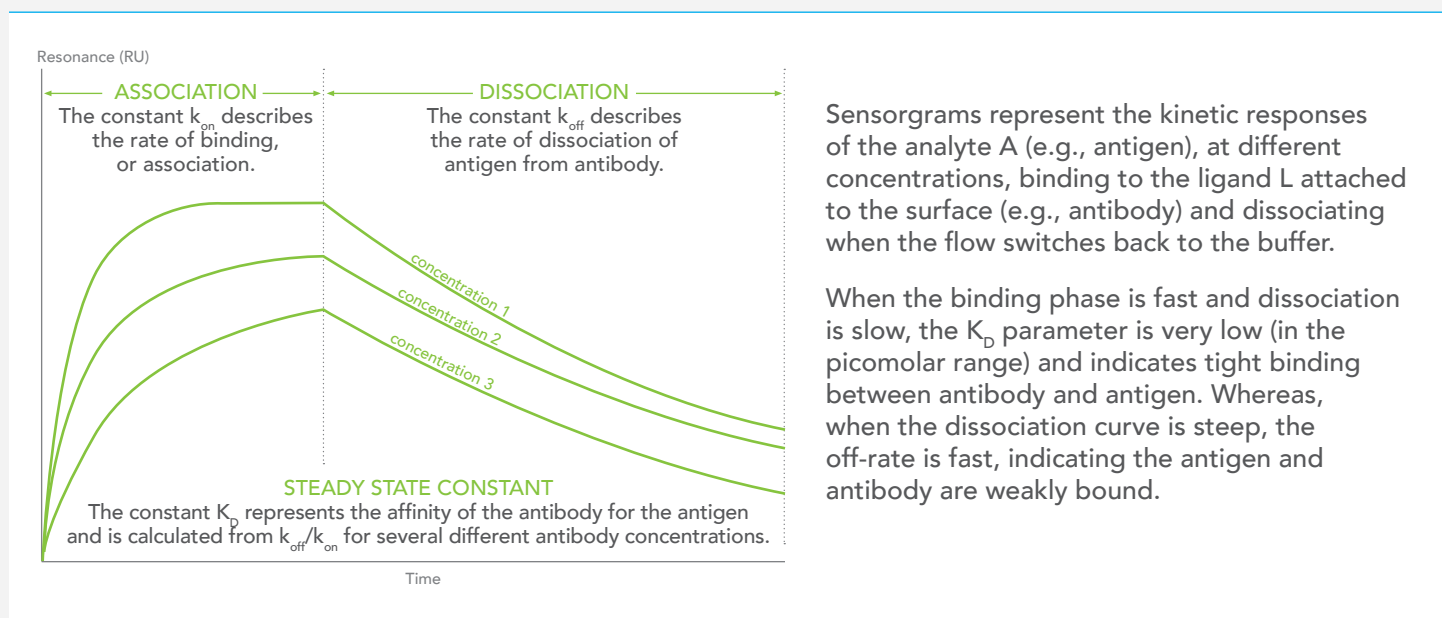 Resonance (RU)
ASSOCIATION
The constant kon describes
the rate of binding,
or association.
DISSOCIATION
The constant koff describes
the rate of dissociation of
antigen from antibody.
concentration 1
concentration 2
concentration 3
STEADY STATE CONSTANT
The constant KD represents the affinity of the antibody for the antigen
and is calculated from koff/kon for several different antibody concentrations.
Time
Sensorgrams represent the kinetic responses
of the analyte A (e.g., antigen), at different
concentrations, binding to the ligand L attached
to the surface (e.g., antibody) and dissociating
when the flow switches back to the buffer.
When the binding phase is fast and dissociation
is slow, the KD parameter is very low (in the
picomolar range) and indicates tight binding
between antibody and antigen. Whereas,
when the dissociation curve is steep, the
off-rate is fast, indicating the antigen and
antibody are weakly bound.